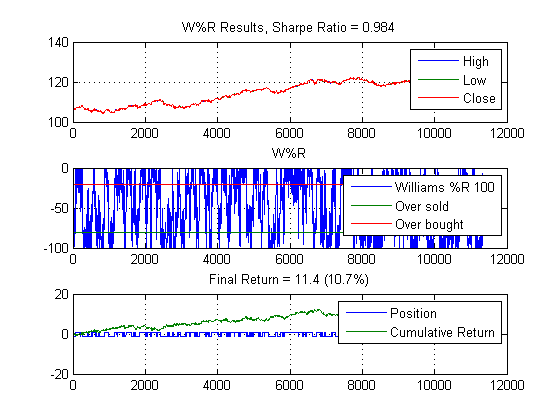 W%R Results, Sharpe Ratio = 0.984
140
120
100
High
Low
Close
0 2000 4000 6000 8000 10000 12000
W%R
0
-50
-100
Williams %R 100
Over sold
Over bought
0 2000 4000 6000 8000 10000 12000
Final Return = 11.4 (10.7%)
20
0
-20
Position
Cumulative Return
0 2000 4000 6000 8000 10000 12000